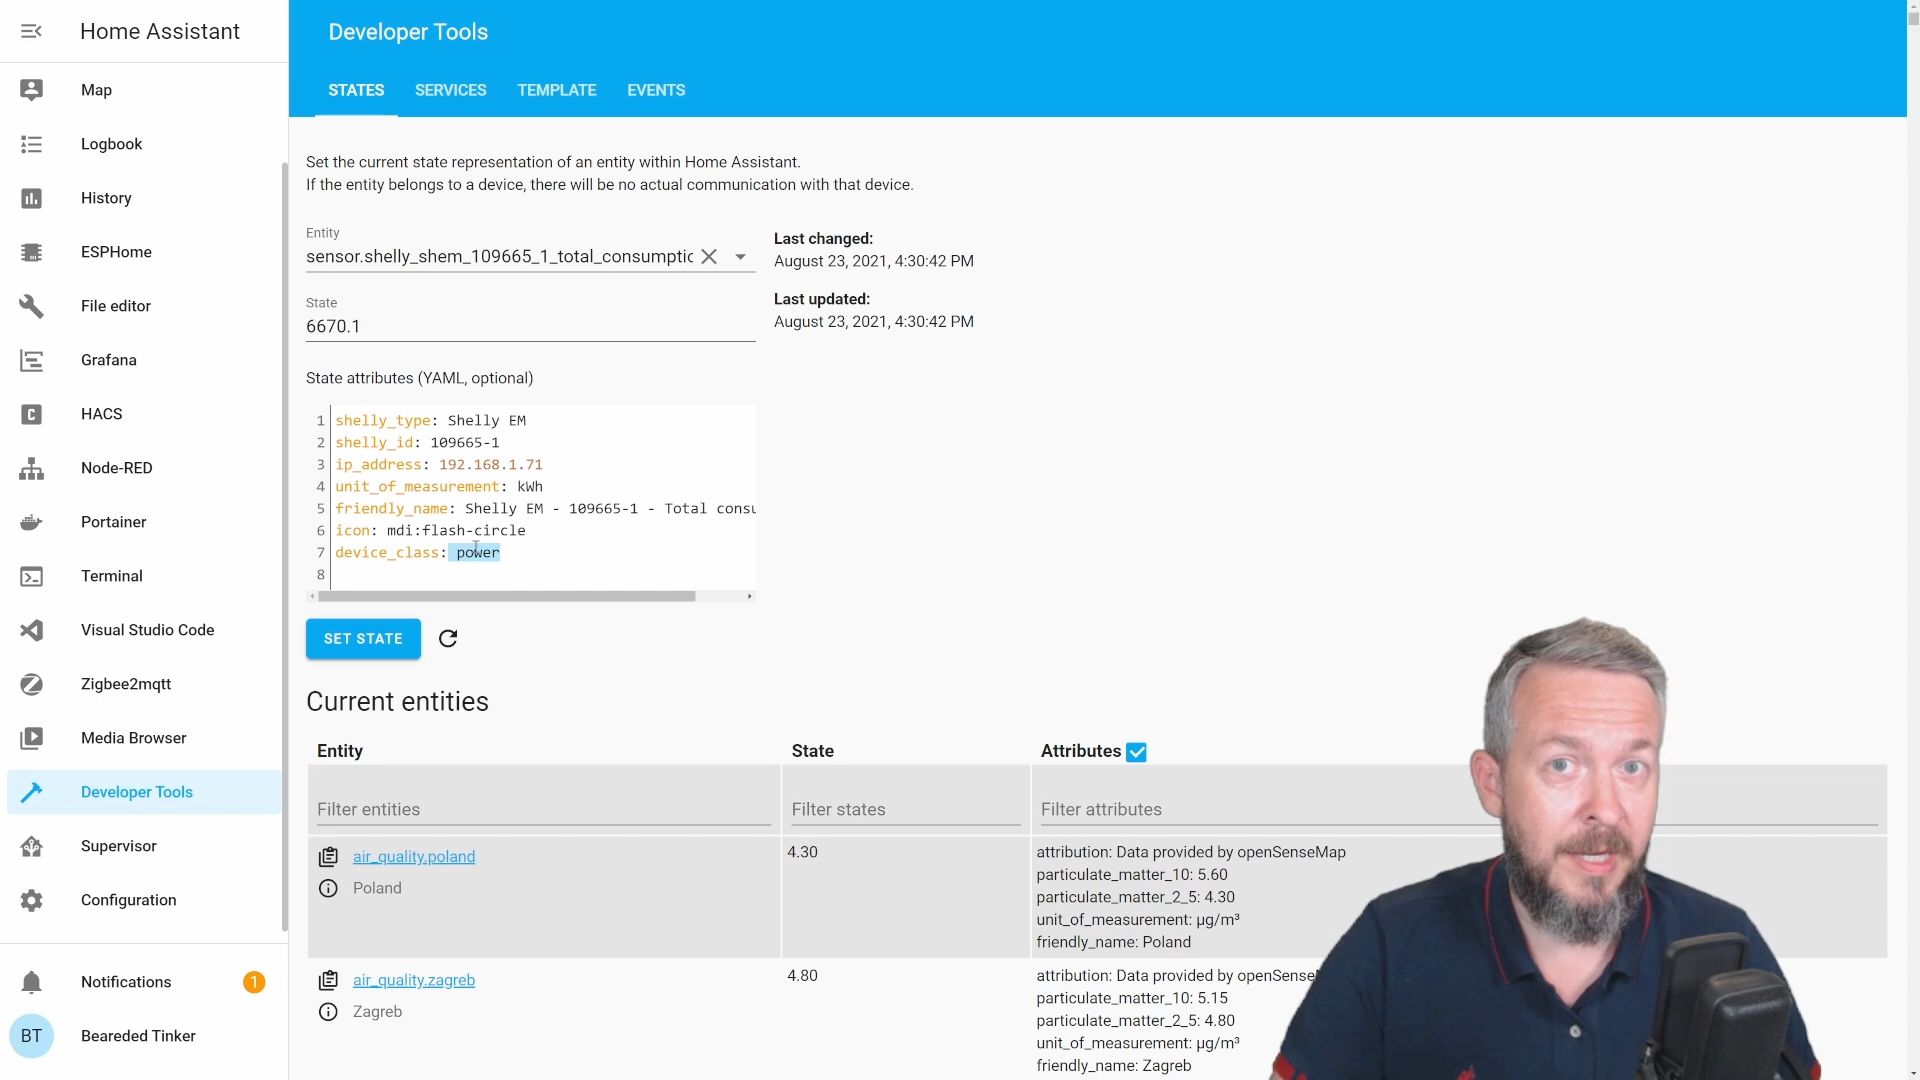 Home Assistant
Map
Logbook
History
ESPHome
File editor
Grafana
HACS
Node-RED
Portainer
Terminal
Visual Studio Code
Zigbee2mqtt
Media Browser
Developer Tools
Supervisor
Configuration
Notifications
1
BT
Beareded Tinker
Developer Tools
STATES
SERVICES
TEMPLATE
EVENTS
Set the current state representation of an entity within Home Assistant.
If the entity belongs to a device, there will be no actual communication with that device.
Entity
sensor.shelly_shem_109665_1_total_consumptic
Last changed:
August 23, 2021, 4:30:42 PM
Last updated:
August 23, 2021, 4:30:42 PM
State
6670.1
State attributes (YAML, optional)
1 shelly_type: Shelly EM
2 shelly_id: 109665-1
3 ip_address: 192.168.1.71
4 unit_of_measurement: kWh
5 friendly_name: Shelly EM - 109665-1 - Total consu
6 icon: mdi:flash-circle
7 device_class: power
8
SET STATE
Current entities
Entity
State
Attributes
Filter entities
Filter states
Filter attributes
air_quality.poland
Poland
4.30
attribution: Data provided by openSenseMap
particulate_matter_10: 5.60
particulate_matter_2_5: 4.30
unit_of_measurement: µg/m³
friendly_name: Poland
air_quality.zagreb
Zagreb
4.80
attribution: Data provided by openSense
particulate_matter_10: 5.15
particulate_matter_2_5: 4.80
unit_of_measurement: µg/m³
friendly_name: Zagreb